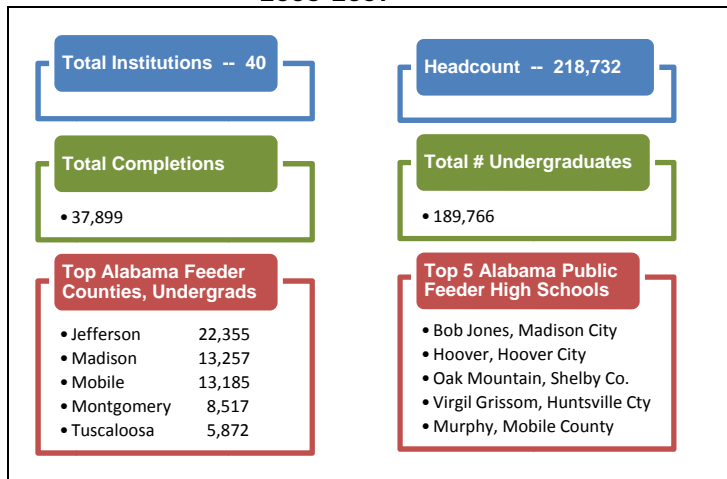 Total Institutions -- 40
Headcount -- 218,732
Total Completions
• 37,899
Total # Undergraduates
• 189,766
Top Alabama Feeder
Counties, Undergrads
• Jefferson 22,355
• Madison 13,257
• Mobile 13,185
• Montgomery 8,517
• Tuscaloosa 5,872
Top 5 Alabama Public
Feeder High Schools
• Bob Jones, Madison City
• Hoover, Hoover City
• Oak Mountain, Shelby Co.
• Virgil Grissom, Huntsville Cty
• Murphy, Mobile County